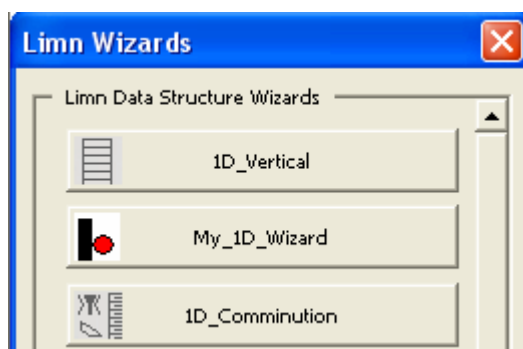 Limn Wizards
Limn Data Structure Wizards
1D_Vertical
My_1D_Wizard
1D_Comminution